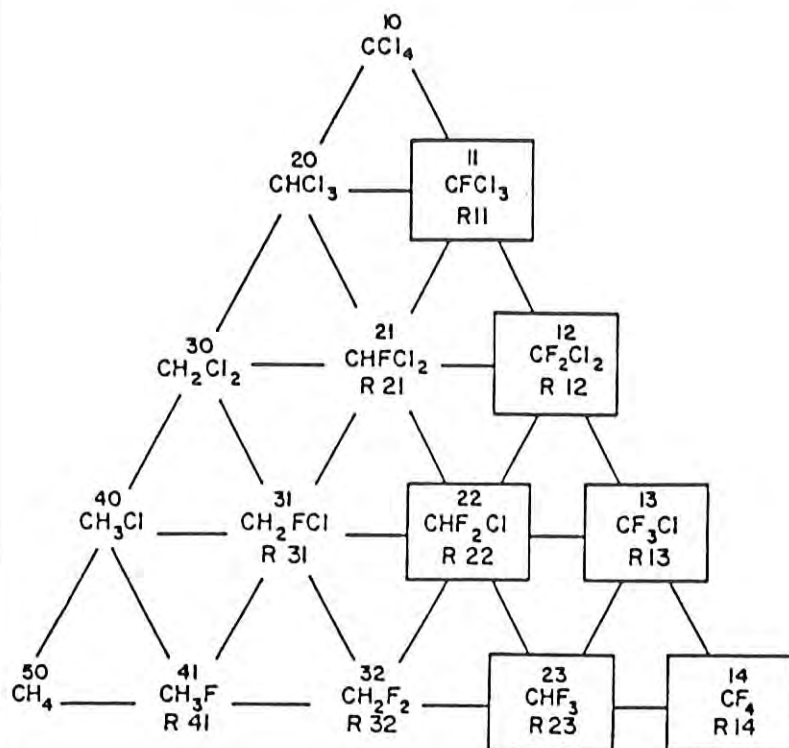 10
CCl₄
20
CHCl₃
11
CFCl₃
R11
30
CH₂Cl₂
21
CHFCl₂
R 21
12
CF₂Cl₂
R 12
40
CH₃Cl
31
CH₂FCl
R 31
22
CHF₂Cl
R 22
13
CF₃Cl
R13
50
CH₄
41
CH₃F
R 41
32
CH₂F₂
R 32
23
CHF₃
R23
14
CF₄
R14